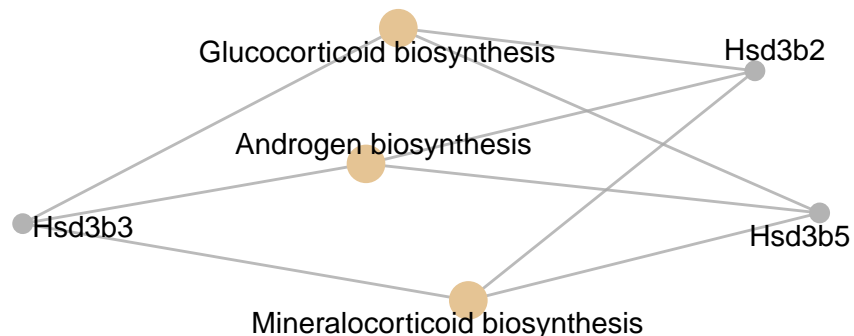 Glucocorticoid biosynthesis
Hsd3b2
Androgen biosynthesis
Hsd3b3
Hsd3b5
Mineralocorticoid biosynthesis